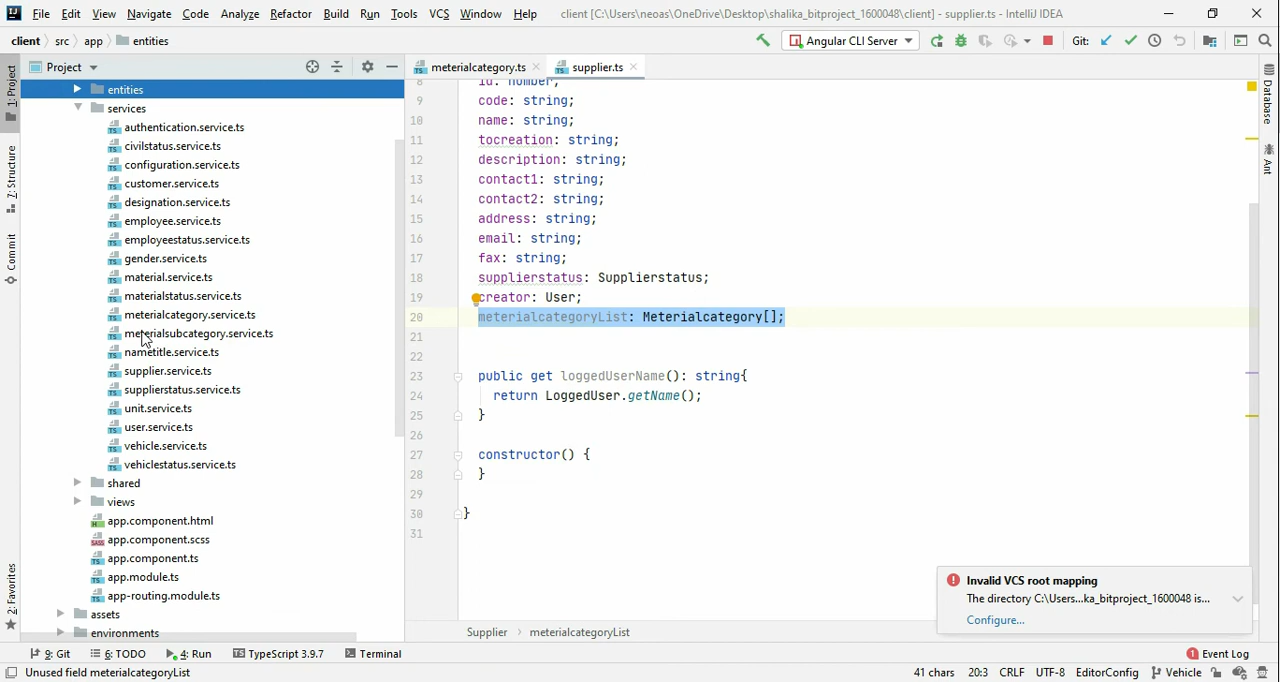 File Edit View Navigate Code Analyze Refactor Build Run Tools VCS Window Help client [C:\Users\neoas\OneDrive\Desktop\shalika_bitproject_1600048\client] - supplier.ts - IntelliJ IDEA
client src app entities Angular CLI Server Git:
Project meterialcategory.ts supplier.ts
1: Project
7: Structure
Commit
2: Favorites
entities
services
authentication.service.ts
civilstatus.service.ts
configuration.service.ts
customer.service.ts
designation.service.ts
employee.service.ts
employeestatus.service.ts
gender.service.ts
material.service.ts
materialstatus.service.ts
meterialcategory.service.ts
meterialsubcategory.service.ts
nametitle.service.ts
supplier.service.ts
supplierstatus.service.ts
unit.service.ts
user.service.ts
vehicle.service.ts
vehiclestatus.service.ts
shared
views
app.component.html
app.component.scss
app.component.ts
app.module.ts
app-routing.module.ts
assets
environments
8 id: number;
9 code: string;
10 name: string;
11 tocreation: string;
12 description: string;
13 contact1: string;
14 contact2: string;
15 address: string;
16 email: string;
17 fax: string;
18 supplierstatus: Supplierstatus;
19 creator: User;
20 meterialcategoryList: Meterialcategory[];
21
22
23 public get loggedUserName(): string{
24 return LoggedUser.getName();
25 }
26
27 constructor() {
28 }
29
30 }
31
Database
Ant
Invalid VCS root mapping
The directory C:\Users...ka_bitproject_1600048 is...
Configure...
Supplier meterialcategoryList
9: Git 6: TODO 4: Run TypeScript 3.9.7 Terminal 1 Event Log
Unused field meterialcategoryList 41 chars 20:3 CRLF UTF-8 EditorConfig Vehicle